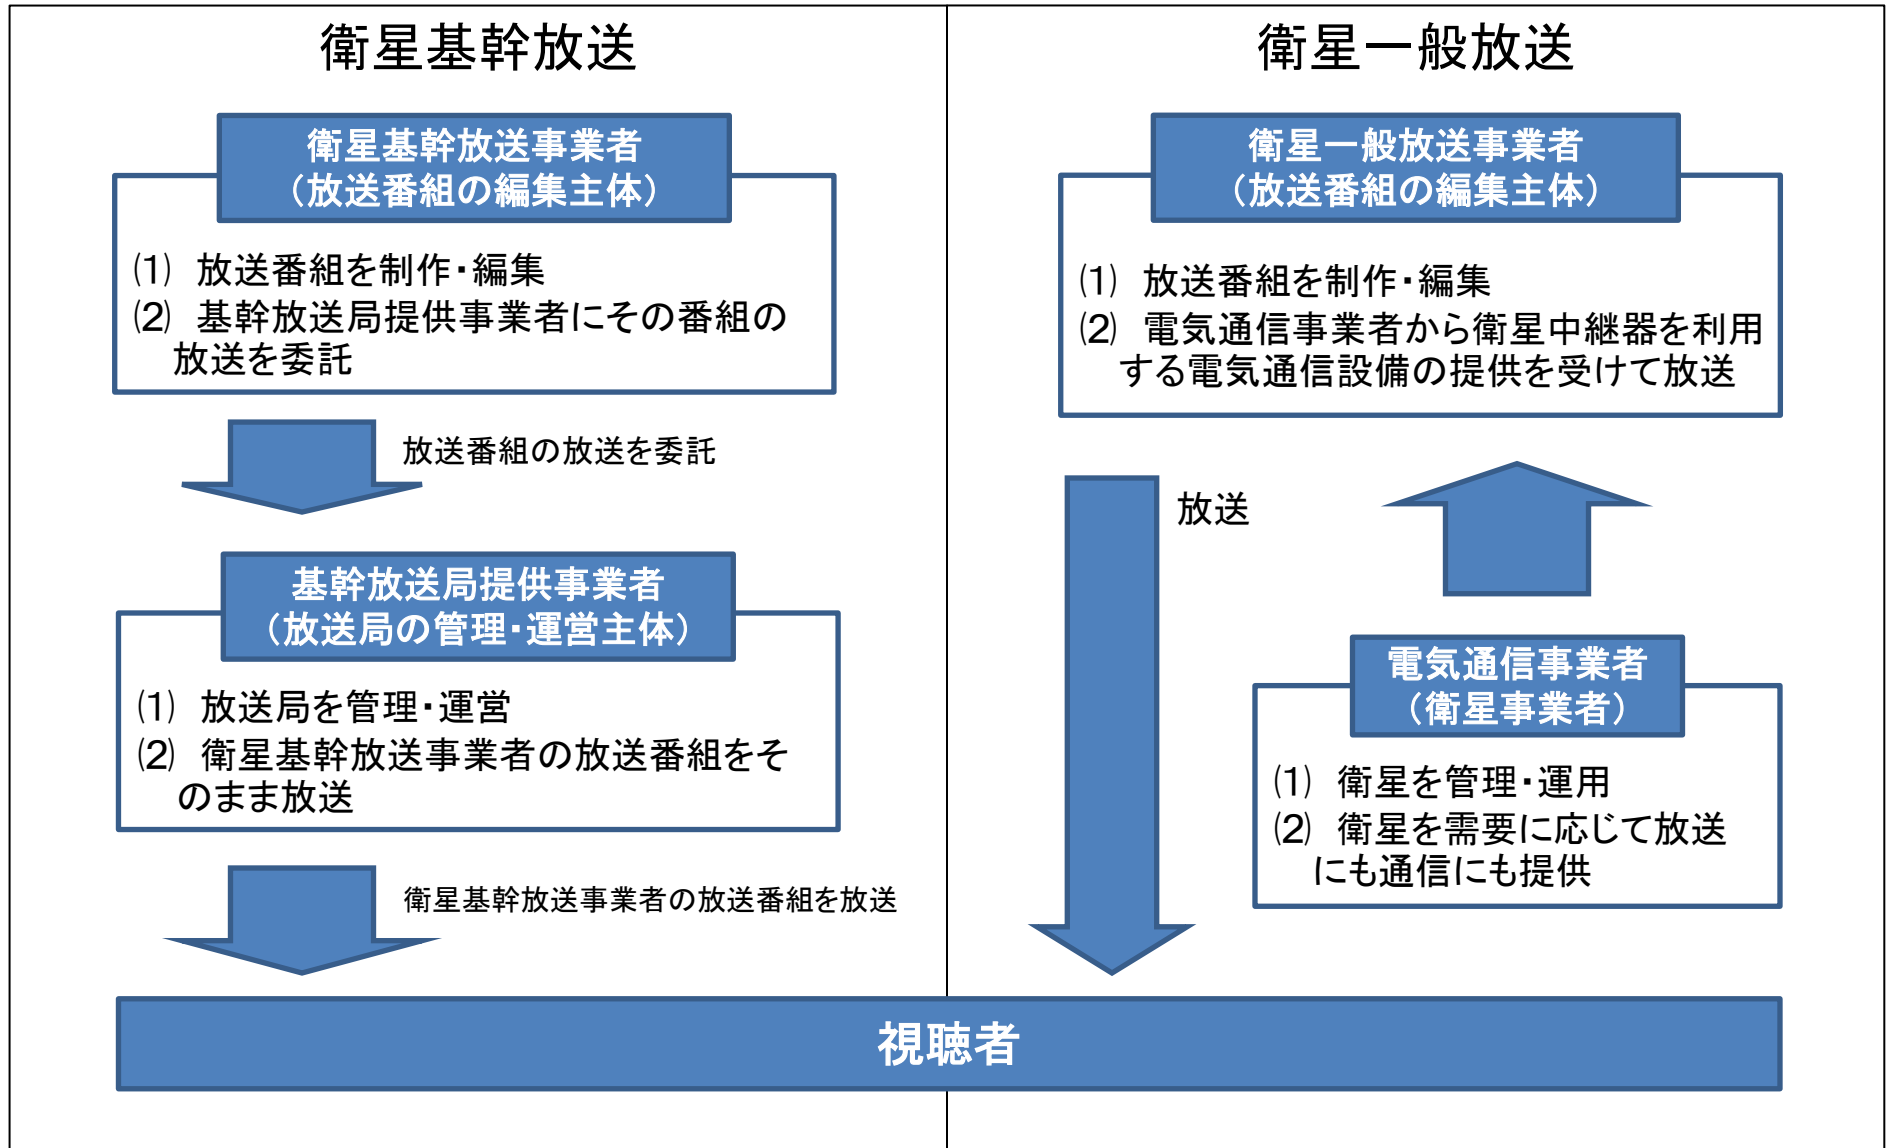 衛星基幹放送
衛星基幹放送事業者
（放送番組の編集主体）
⑴ 放送番組を制作・編集
⑵ 基幹放送局提供事業者にその番組の
放送を委託
放送番組の放送を委託
基幹放送局提供事業者
（放送局の管理・運営主体）
⑴ 放送局を管理・運営
⑵ 衛星基幹放送事業者の放送番組をそ
のまま放送
衛星基幹放送事業者の放送番組を放送
衛星一般放送
衛星一般放送事業者
（放送番組の編集主体）
⑴ 放送番組を制作・編集
⑵ 電気通信事業者から衛星中継器を利用
する電気通信設備の提供を受けて放送
放送
電気通信事業者
（衛星事業者）
⑴ 衛星を管理・運用
⑵ 衛星を需要に応じて放送
にも通信にも提供
視聴者